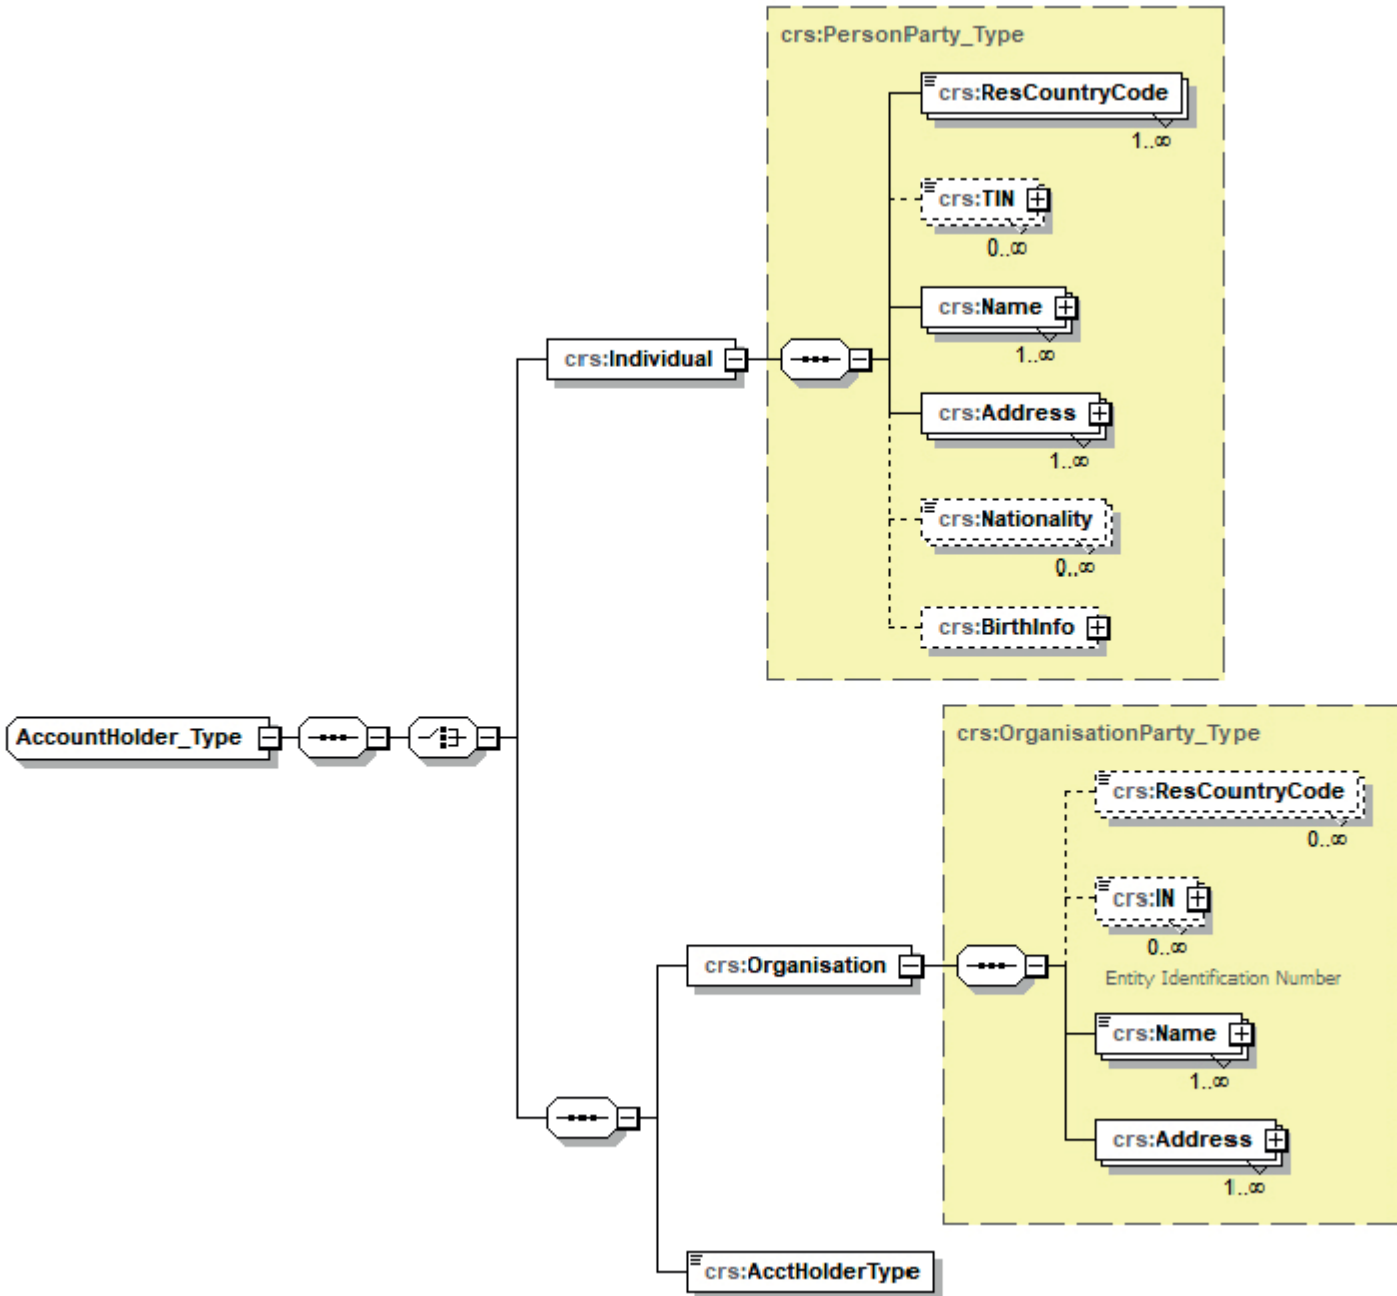 crs:PersonParty_Type
crs:ResCountryCode
1..∞
crs:TIN
0..∞
crs:Name
1..∞
crs:Individual
crs:Address
1..∞
crs:Nationality
0..∞
crs:BirthInfo
AccountHolder_Type
crs:OrganisationParty_Type
crs:ResCountryCode
0..∞
crs:IN
0..∞
Entity Identification Number
crs:Organisation
crs:Name
1..∞
crs:Address
1..∞
crs:AcctHolderType